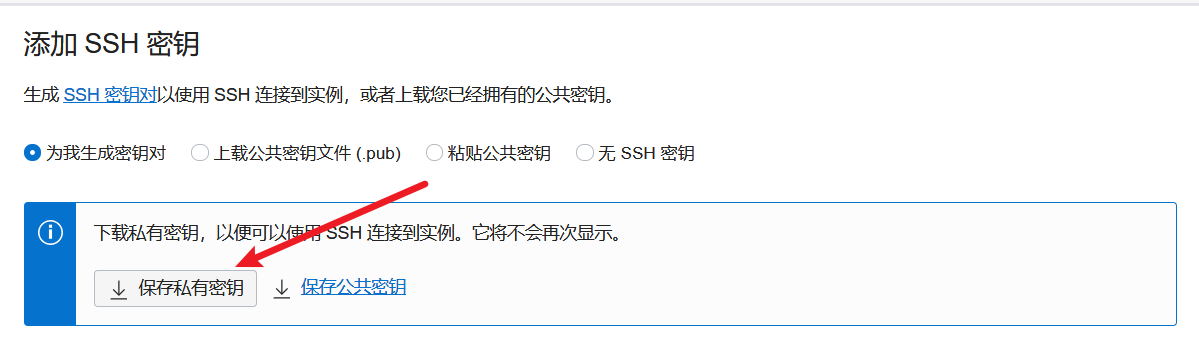 添加 SSH 密钥
生成 SSH 密钥对以使用 SSH 连接到实例，或者上载您已经拥有的公共密钥。
为我生成密钥对 上载公共密钥文件 (.pub) 粘贴公共密钥 无 SSH 密钥
下载私有密钥，以便可以使用 SSH 连接到实例。它将不会再次显示。
保存私有密钥 保存公共密钥